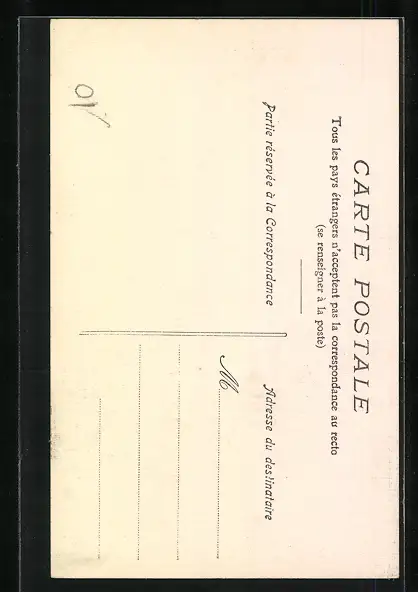 CARTE POSTALE
Tous les pays étrangers n'acceptent pas la correspondance au recto
(se renseigner à la poste)
Partie réservée à la Correspondance
Adresse du destinataire
M